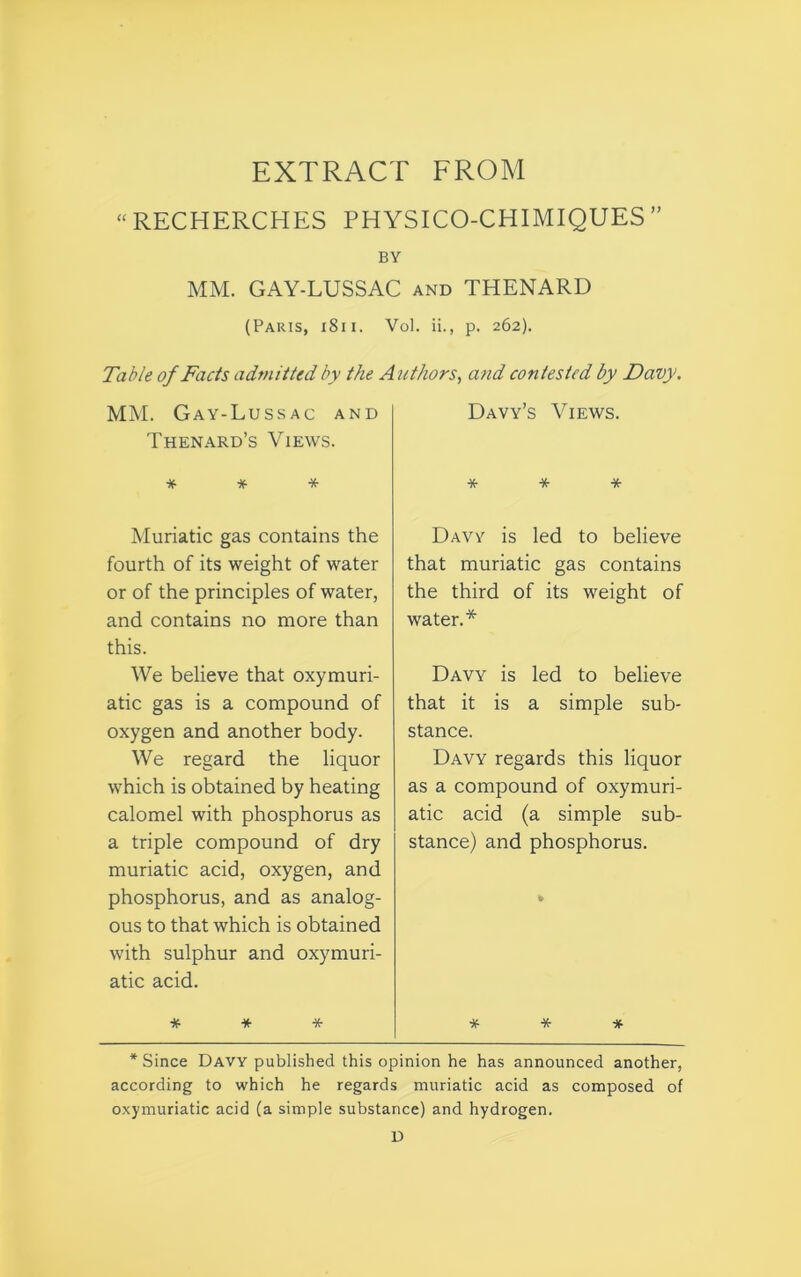 EXTRACT FROM
“RECHERCHES PHYSICO-CHIMIQUES”
BY
MM. GAY-LUSSAC AND THENARD
(PARIS, 1811. Vol. ii., p. 262).
Table of Facts admitted by the Authors, and contested by Davy.
MM. GAY-LUSSAC AND
THENARD’S VIEWS.
* * *
Muriatic gas contains the
fourth of its weight of water
or of the principles of water,
and contains no more than
this.
We believe that oxymuri-
atic gas is a compound of
oxygen and another body.
We regard the liquor
which is obtained by heating
calomel with phosphorus as
a triple compound of dry
muriatic acid, oxygen, and
phosphorus, and as analog-
ous to that which is obtained
with sulphur and oxymuri-
atic acid.
* * *
DAVY’S VIEWS.
* * *
DAVY is led to believe
that muriatic gas contains
the third of its weight of
water.*
DAVY is led to believe
that it is a simple sub-
stance.
DAVY regards this liquor
as a compound of oxymuri-
atic acid (a simple sub-
stance) and phosphorus.
* * *
* Since DAVY published this opinion he has announced another,
according to which he regards muriatic acid as composed of
oxymuriatic acid (a simple substance) and hydrogen.
D